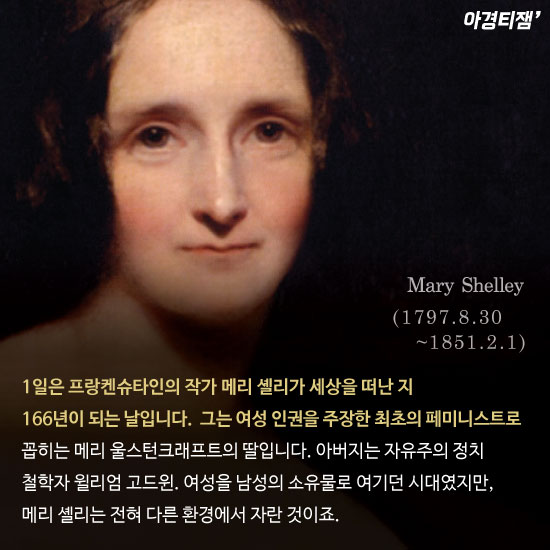 아경티잼’
Mary Shelley
(1797.8.30
~1851.2.1)
1일은 프랑켄슈타인의 작가 메리 셸리가 세상을 떠난 지
166년이 되는 날입니다. 그는 여성 인권을 주장한 최초의 페미니스트로
꼽히는 메리 울스턴크래프트의 딸입니다. 아버지는 자유주의 정치
철학자 윌리엄 고드윈. 여성을 남성의 소유물로 여기던 시대였지만,
메리 셸리는 전혀 다른 환경에서 자란 것이죠.